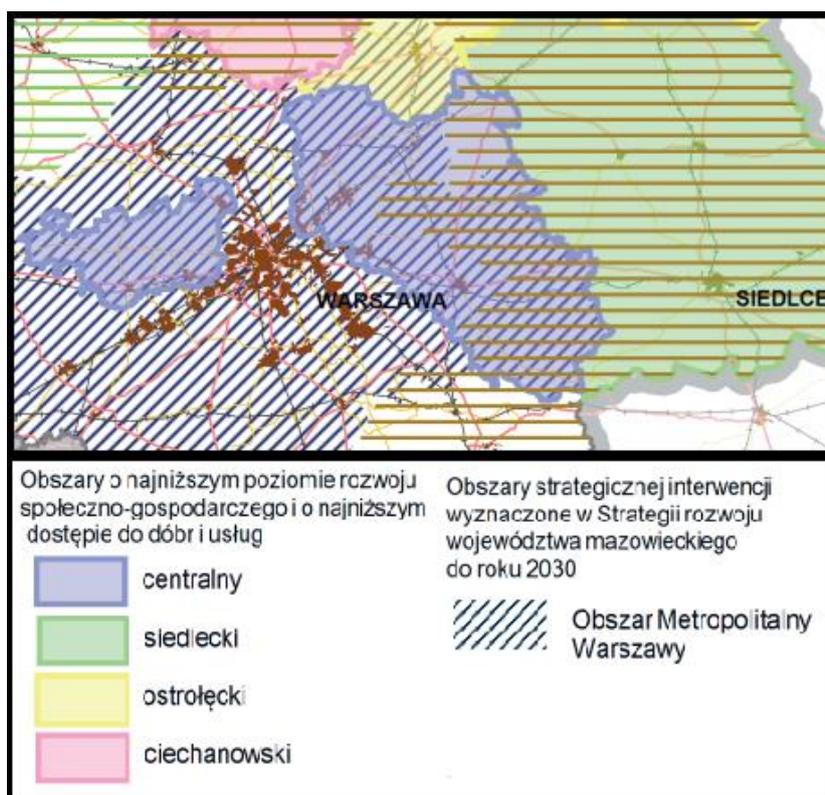 WARSZAWA
SIEDLCE
Obszary o najniższym poziomie rozwoju
społeczno-gospodarczego i o najniższym
dostępie do dóbr i usług
centralny
siedlecki
ostrołęcki
ciechanowski
Obszary strategicznej interwencji
wyznaczone w Strategii rozwoju
województwa mazowieckiego
do roku 2030
Obszar Metropolitalny
Warszawy